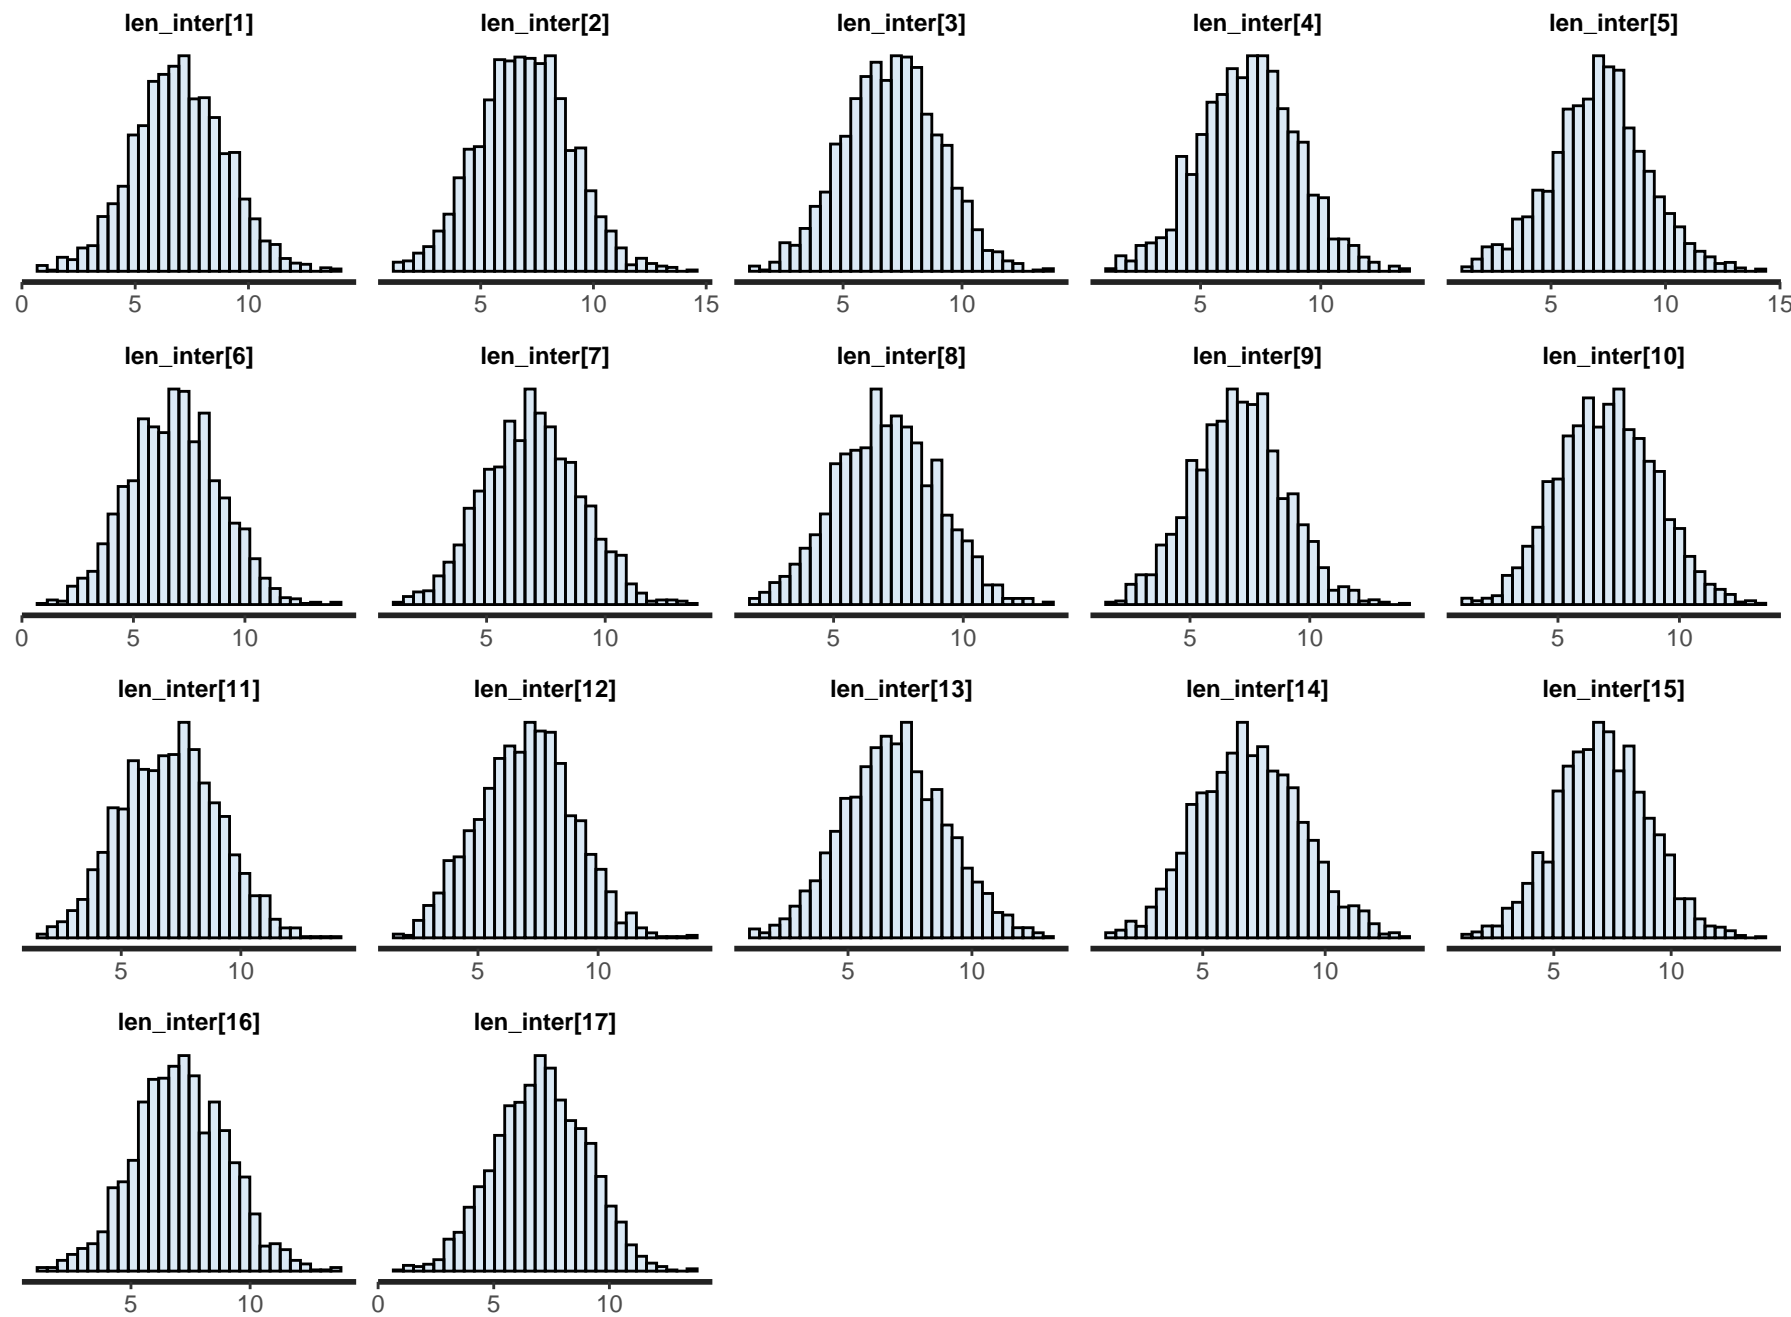 len_inter[1] len_inter[2] len_inter[3] len_inter[4] len_inter[5]
0 5 10 5 10 15 5 10 5 10 5 10 15
len_inter[6] len_inter[7] len_inter[8] len_inter[9] len_inter[10]
0 5 10 5 10 5 10 5 10 5 10
len_inter[11] len_inter[12] len_inter[13] len_inter[14] len_inter[15]
5 10 5 10 5 10 5 10 5 10
len_inter[16] len_inter[17]
5 10 0 5 10